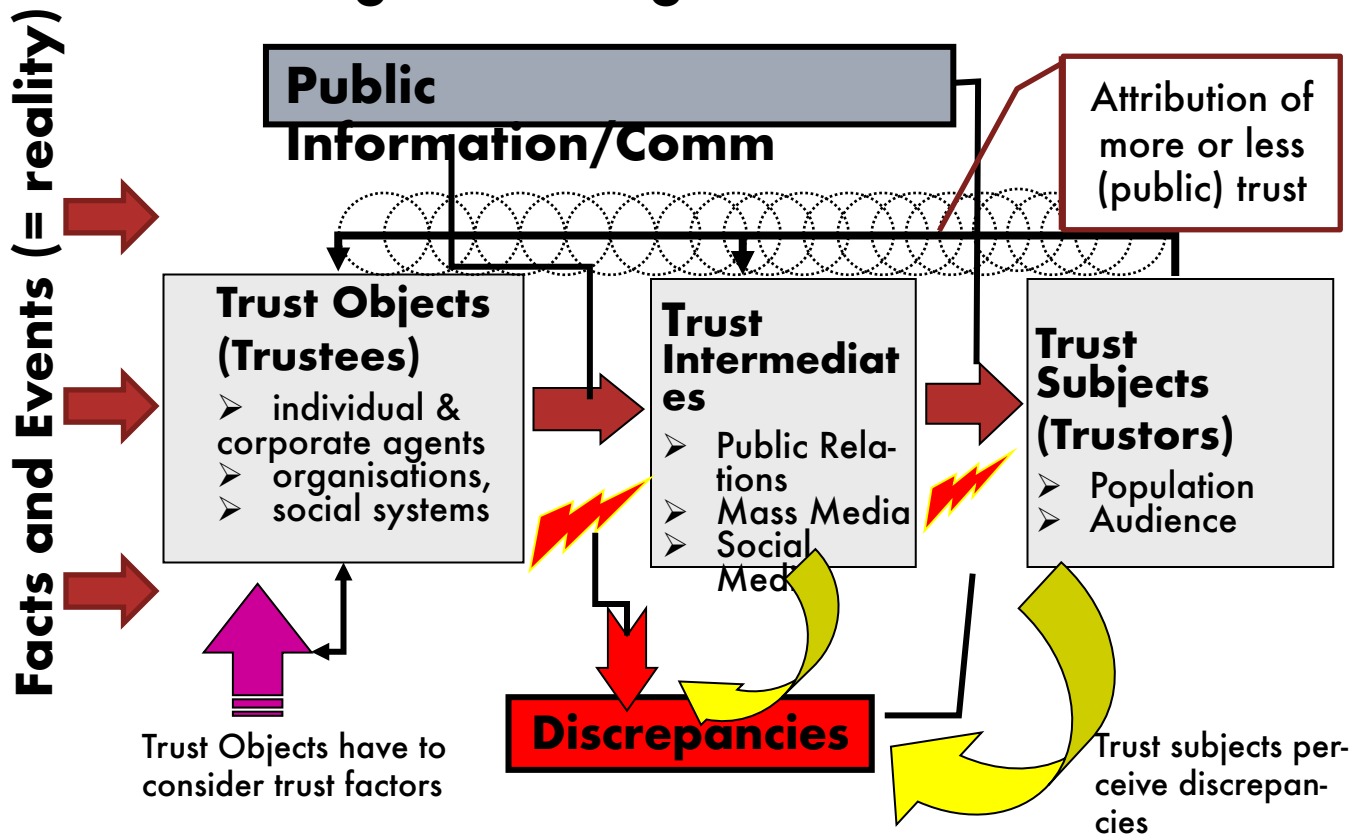 Facts and Events (= reality)
Public
Information/Comm
Attribution of
more or less
(public) trust
Trust Objects
(Trustees)
➢ individual &
corporate agents
➢ organisations,
➢ social systems
Trust
Intermediat
es
➢ Public Rela-
tions
➢ Mass Media
➢ Social
Medi
Trust
Subjects
(Trustors)
➢ Population
➢ Audience
Discrepancies
Trust Objects have to
consider trust factors
Trust subjects per-
ceive discrepan-
cies